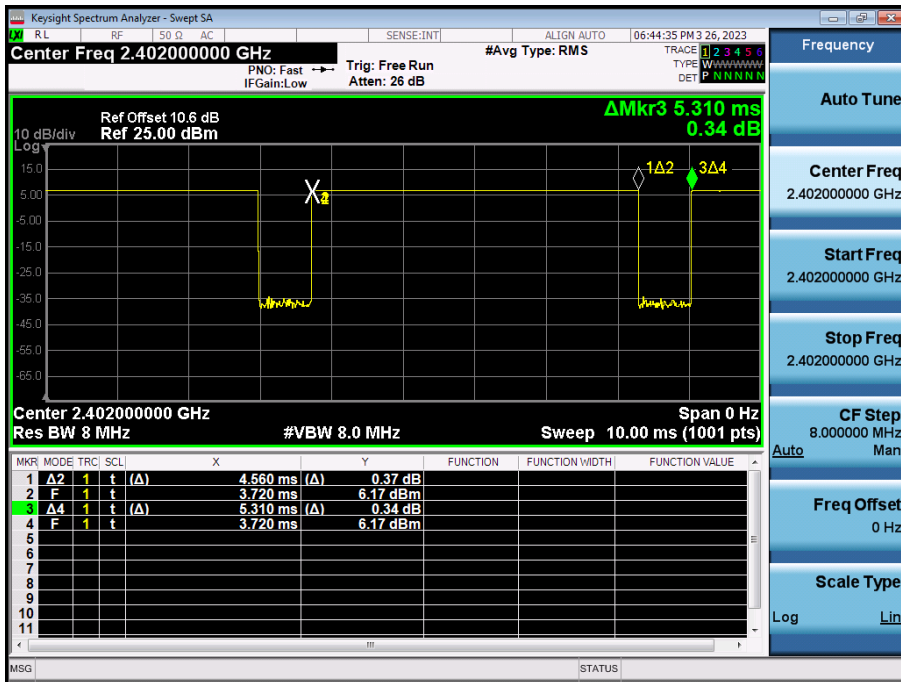 Keysight Spectrum Analyzer - Swept SA
LXI RL RF 50 Ω AC SENSE:INT ALIGN AUTO 06:44:35 PM 3 26, 2023
Center Freq 2.402000000 GHz #Avg Type: RMS TRACE 1 2 3 4 5 6
PNO: Fast Trig: Free Run TYPE WWWWWW
IFGain:Low Atten: 26 dB DET P N N N N N
Ref Offset 10.6 dB ΔMkr3 5.310 ms
10 dB/div Ref 25.00 dBm 0.34 dB
Log
15.0
5.00
-5.00
-15.0
-25.0
-35.0
-45.0
-55.0
-65.0
1Δ2 3Δ4
X
Center 2.402000000 GHz Span 0 Hz
Res BW 8 MHz #VBW 8.0 MHz Sweep 10.00 ms (1001 pts)
MKR MODE TRC SCL X Y FUNCTION FUNCTION WIDTH FUNCTION VALUE
1 Δ2 1 t (Δ) 4.560 ms (Δ) 0.37 dB
2 F 1 t 3.720 ms 6.17 dBm
3 Δ4 1 t (Δ) 5.310 ms (Δ) 0.34 dB
4 F 1 t 3.720 ms 6.17 dBm
5
6
7
8
9
10
11
MSG STATUS
Frequency
Auto Tune
Center Freq
2.402000000 GHz
Start Freq
2.402000000 GHz
Stop Freq
2.402000000 GHz
CF Step
8.000000 MHz
Auto Man
Freq Offset
0 Hz
Scale Type
Log Lin